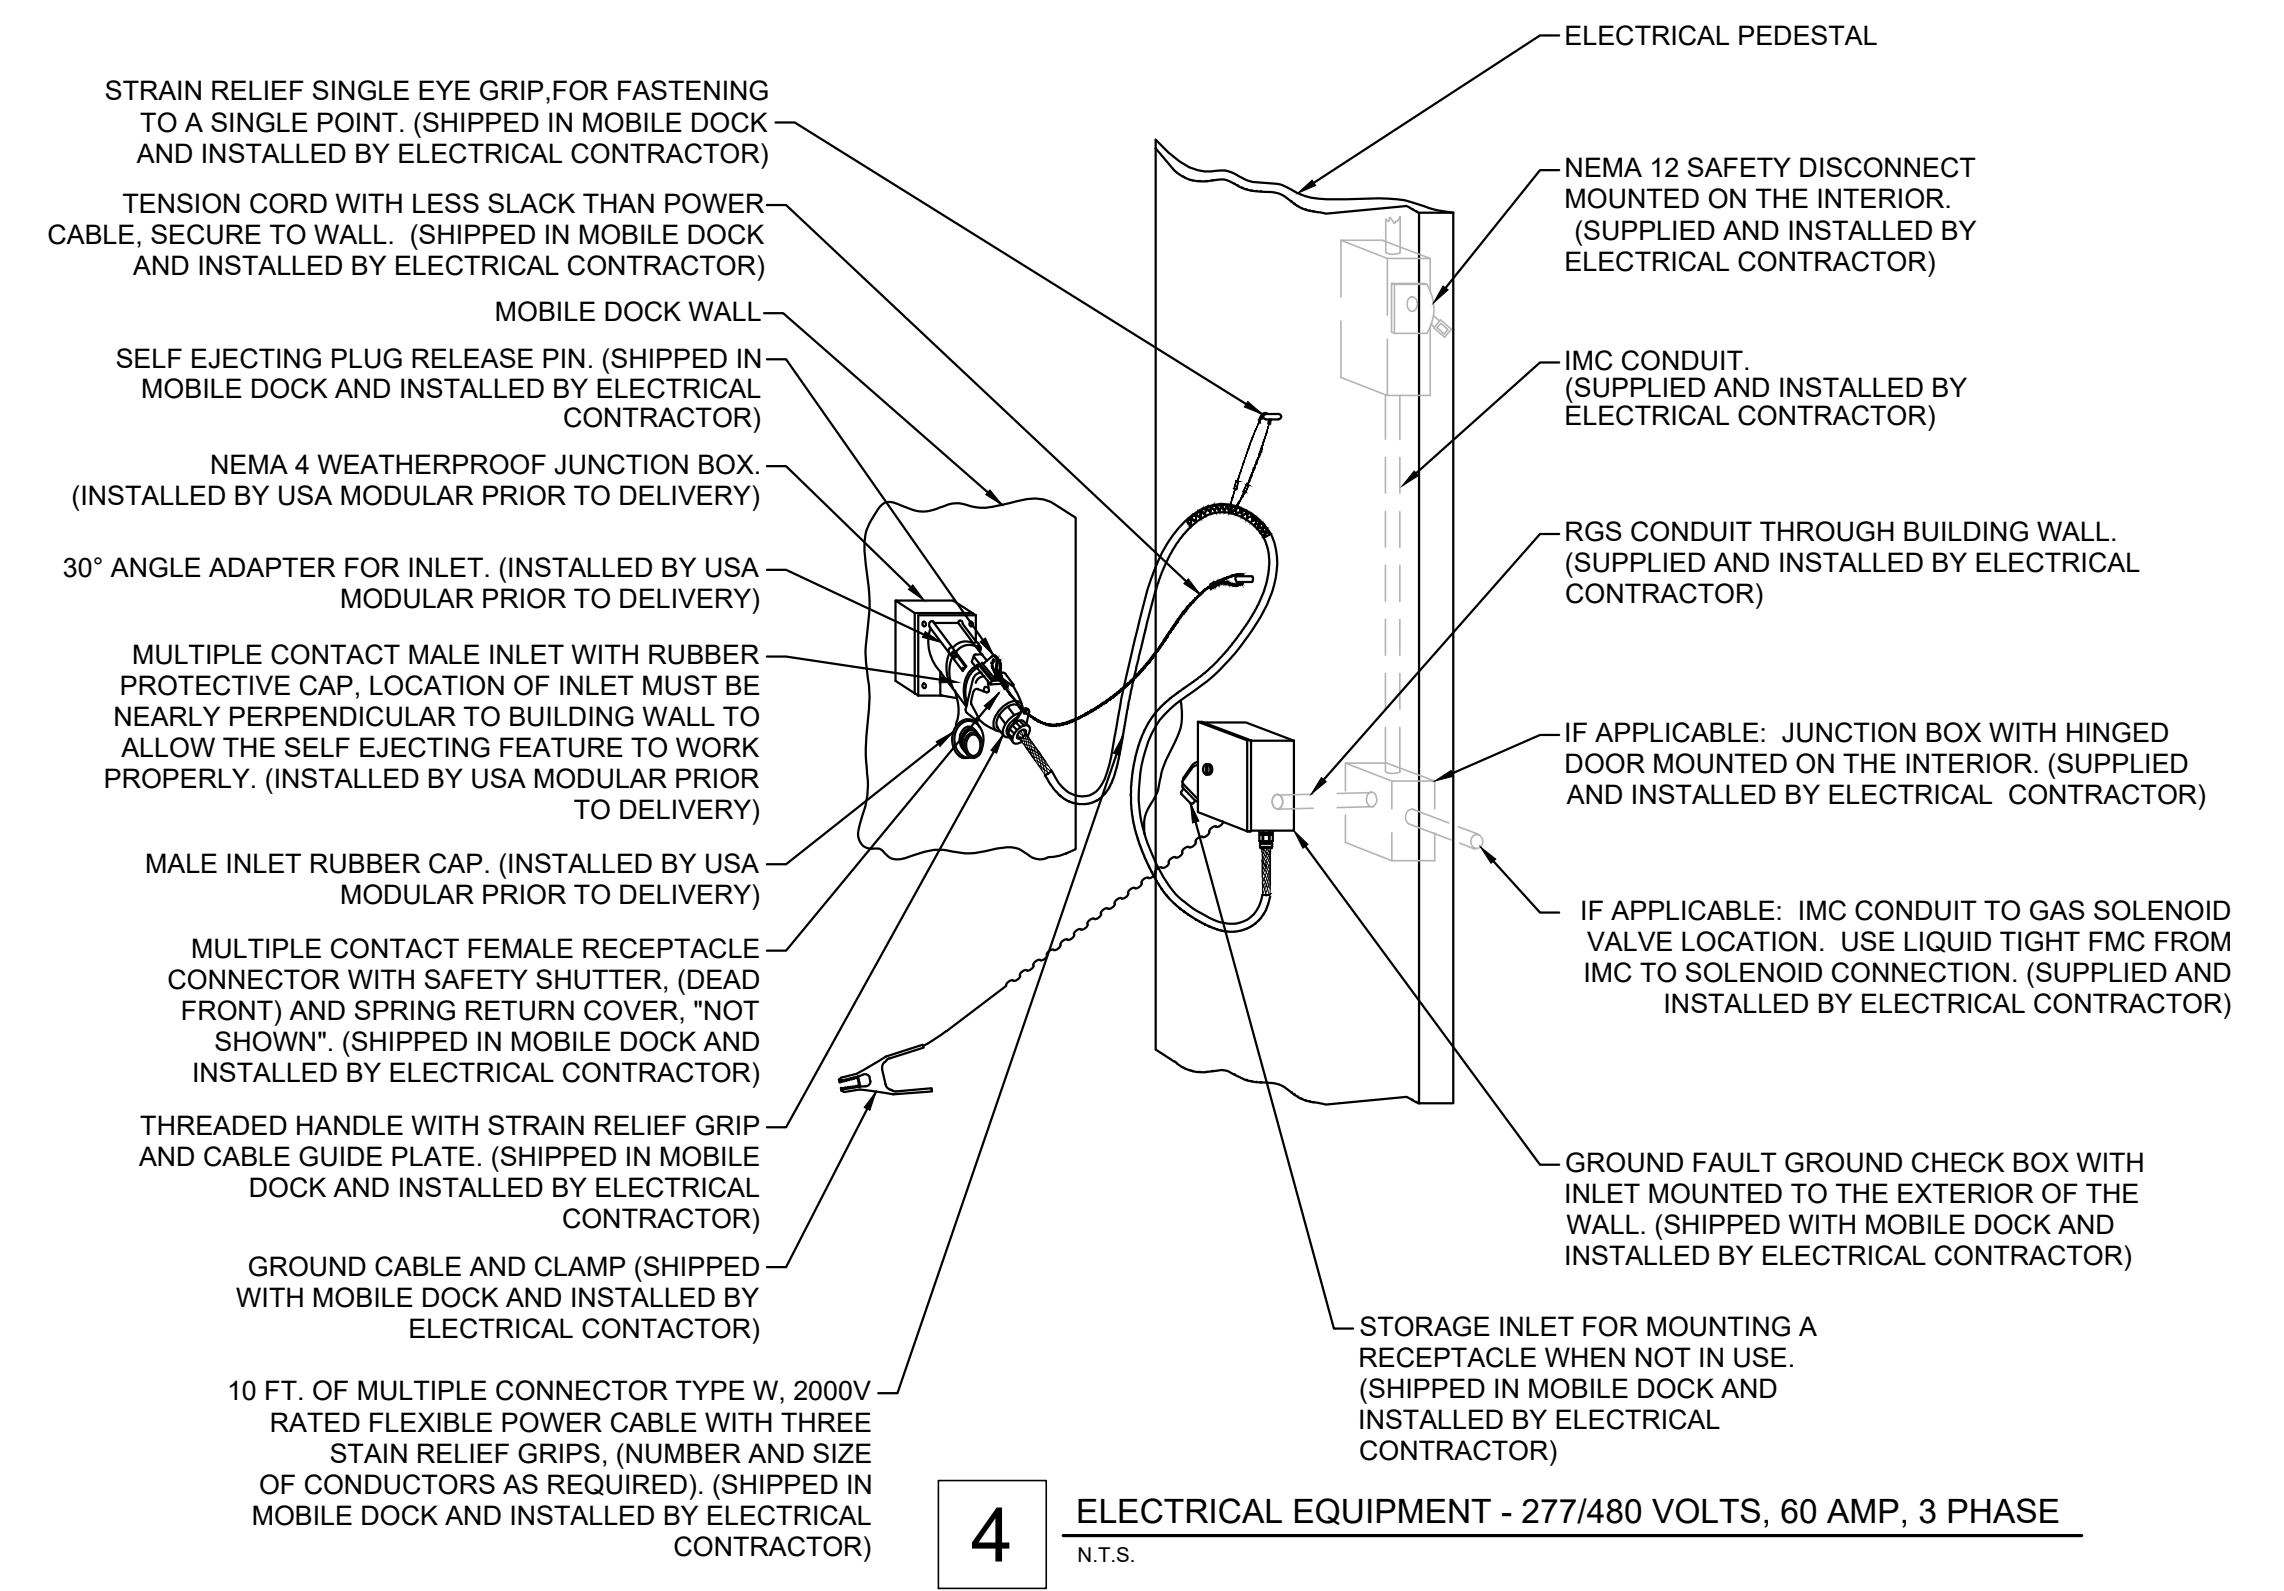 STRAIN RELIEF SINGLE EYE GRIP,FOR FASTENING
TO A SINGLE POINT. (SHIPPED IN MOBILE DOCK
AND INSTALLED BY ELECTRICAL CONTRACTOR)
TENSION CORD WITH LESS SLACK THAN POWER
CABLE, SECURE TO WALL. (SHIPPED IN MOBILE DOCK
AND INSTALLED BY ELECTRICAL CONTRACTOR)
MOBILE DOCK WALL
SELF EJECTING PLUG RELEASE PIN. (SHIPPED IN
MOBILE DOCK AND INSTALLED BY ELECTRICAL
CONTRACTOR)
NEMA 4 WEATHERPROOF JUNCTION BOX.
(INSTALLED BY USA MODULAR PRIOR TO DELIVERY)
30° ANGLE ADAPTER FOR INLET. (INSTALLED BY USA
MODULAR PRIOR TO DELIVERY)
MULTIPLE CONTACT MALE INLET WITH RUBBER
PROTECTIVE CAP, LOCATION OF INLET MUST BE
NEARLY PERPENDICULAR TO BUILDING WALL TO
ALLOW THE SELF EJECTING FEATURE TO WORK
PROPERLY. (INSTALLED BY USA MODULAR PRIOR
TO DELIVERY)
MALE INLET RUBBER CAP. (INSTALLED BY USA
MODULAR PRIOR TO DELIVERY)
MULTIPLE CONTACT FEMALE RECEPTACLE
CONNECTOR WITH SAFETY SHUTTER, (DEAD
FRONT) AND SPRING RETURN COVER, "NOT
SHOWN". (SHIPPED IN MOBILE DOCK AND
INSTALLED BY ELECTRICAL CONTRACTOR)
THREADED HANDLE WITH STRAIN RELIEF GRIP
AND CABLE GUIDE PLATE. (SHIPPED IN MOBILE
DOCK AND INSTALLED BY ELECTRICAL
CONTRACTOR)
GROUND CABLE AND CLAMP (SHIPPED
WITH MOBILE DOCK AND INSTALLED BY
ELECTRICAL CONTACTOR)
10 FT. OF MULTIPLE CONNECTOR TYPE W, 2000V
RATED FLEXIBLE POWER CABLE WITH THREE
STAIN RELIEF GRIPS, (NUMBER AND SIZE
OF CONDUCTORS AS REQUIRED). (SHIPPED IN
MOBILE DOCK AND INSTALLED BY ELECTRICAL
CONTRACTOR)
ELECTRICAL PEDESTAL
NEMA 12 SAFETY DISCONNECT
MOUNTED ON THE INTERIOR.
(SUPPLIED AND INSTALLED BY
ELECTRICAL CONTRACTOR)
IMC CONDUIT.
(SUPPLIED AND INSTALLED BY
ELECTRICAL CONTRACTOR)
RGS CONDUIT THROUGH BUILDING WALL.
(SUPPLIED AND INSTALLED BY ELECTRICAL
CONTRACTOR)
IF APPLICABLE: JUNCTION BOX WITH HINGED
DOOR MOUNTED ON THE INTERIOR. (SUPPLIED
AND INSTALLED BY ELECTRICAL CONTRACTOR)
IF APPLICABLE: IMC CONDUIT TO GAS SOLENOID
VALVE LOCATION. USE LIQUID TIGHT FMC FROM
IMC TO SOLENOID CONNECTION. (SUPPLIED AND
INSTALLED BY ELECTRICAL CONTRACTOR)
GROUND FAULT GROUND CHECK BOX WITH
INLET MOUNTED TO THE EXTERIOR OF THE
WALL. (SHIPPED WITH MOBILE DOCK AND
INSTALLED BY ELECTRICAL CONTRACTOR)
STORAGE INLET FOR MOUNTING A
RECEPTACLE WHEN NOT IN USE.
(SHIPPED IN MOBILE DOCK AND
INSTALLED BY ELECTRICAL
CONTRACTOR)
4
ELECTRICAL EQUIPMENT - 277/480 VOLTS, 60 AMP, 3 PHASE
N.T.S.